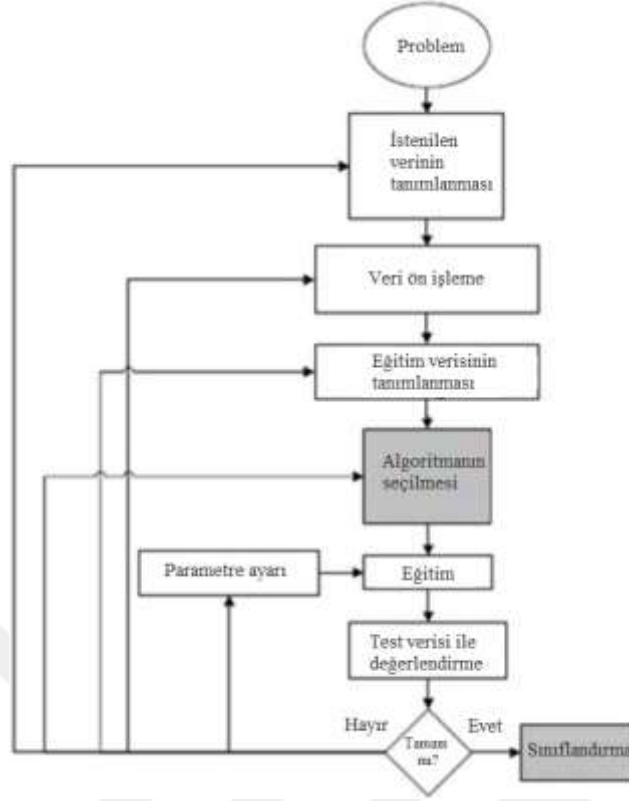 Problem
İstenilen
verinin
tanımlanması
Veri ön işleme
Eğitim verisinin
tanımlanması
Algoritmanın
seçilmesi
Parametre ayarı
Eğitim
Test verisi ile
değerlendirme
Hayır
Evet
Tamam
mı?
Sınıflandırma